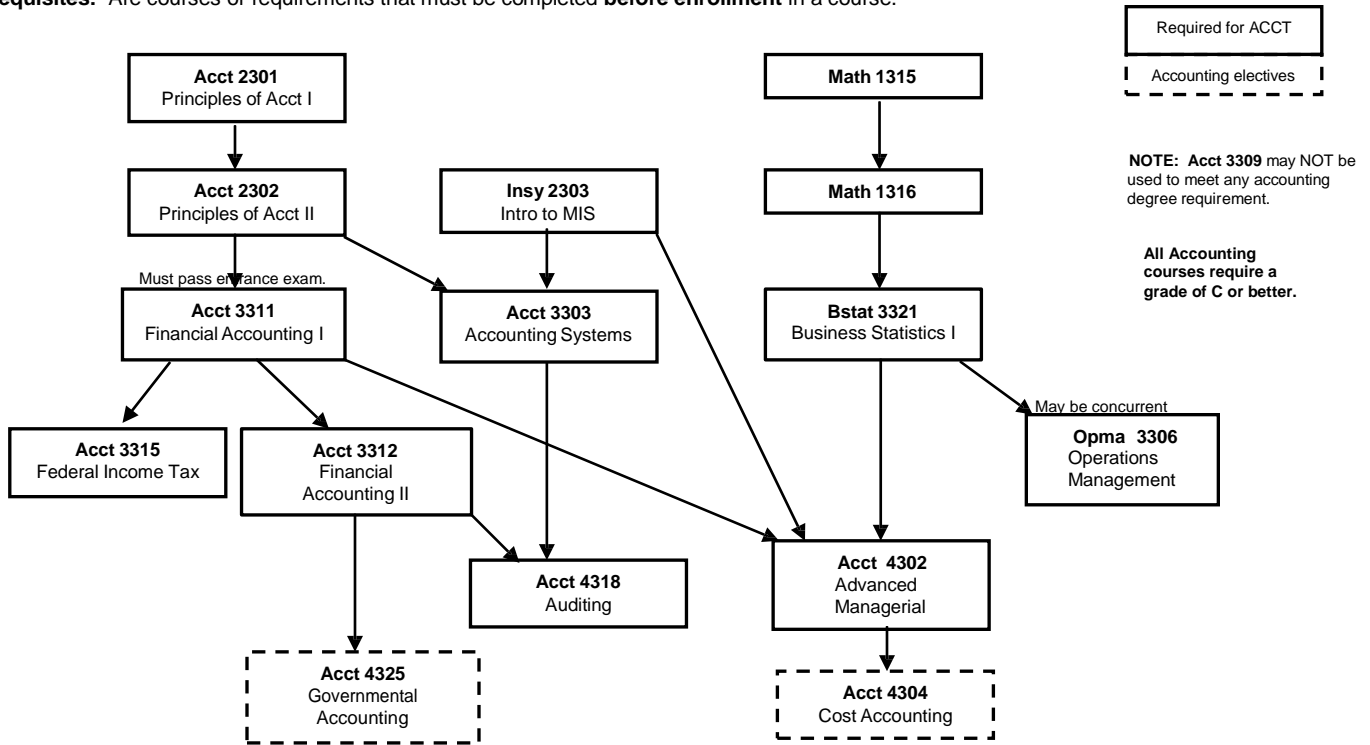 equisites: Are courses or requirements that must be completed before enrollment in a course.
Required for ACCT
Accounting electives
Acct 2301
Principles of Acct I
Math 1315
NOTE: Acct 3309 may NOT be
used to meet any accounting
degree requirement.
Acct 2302
Principles of Acct II
Insy 2303
Intro to MIS
Math 1316
All Accounting
courses require a
grade of C or better.
Must pass entrance exam.
Acct 3311
Financial Accounting I
Acct 3303
Accounting Systems
Bstat 3321
Business Statistics I
May be concurrent
Acct 3315
Federal Income Tax
Acct 3312
Financial
Accounting II
Opma 3306
Operations
Management
Acct 4318
Auditing
Acct 4302
Advanced
Managerial
Acct 4325
Governmental
Accounting
Acct 4304
Cost Accounting